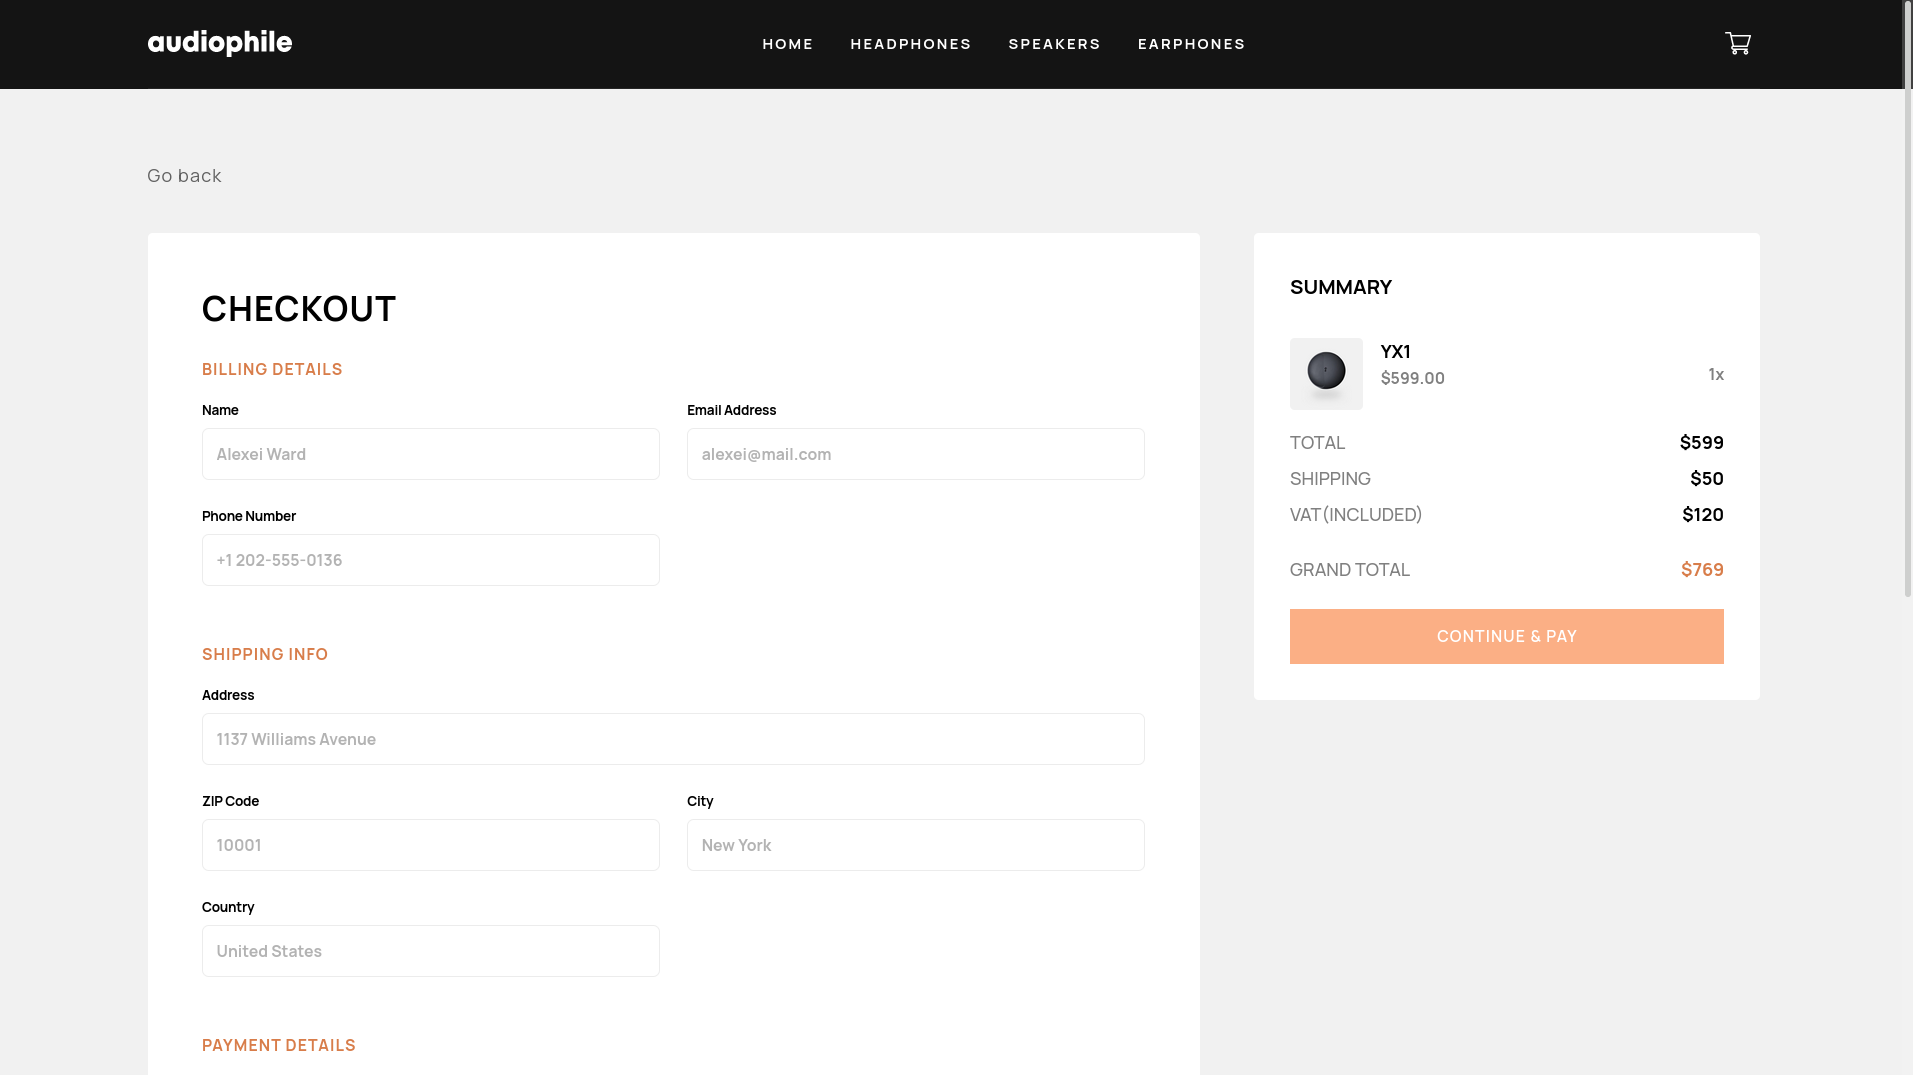 audiophile
HOME HEADPHONES SPEAKERS EARPHONES
Go back
CHECKOUT
BILLING DETAILS
Name
Alexei Ward
Email Address
alexei@mail.com
Phone Number
+1 202-555-0136
SHIPPING INFO
Address
1137 Williams Avenue
ZIP Code
10001
City
New York
Country
United States
PAYMENT DETAILS
SUMMARY
YX1
$599.00
1x
TOTAL $599
SHIPPING $50
VAT(INCLUDED) $120
GRAND TOTAL $769
CONTINUE & PAY